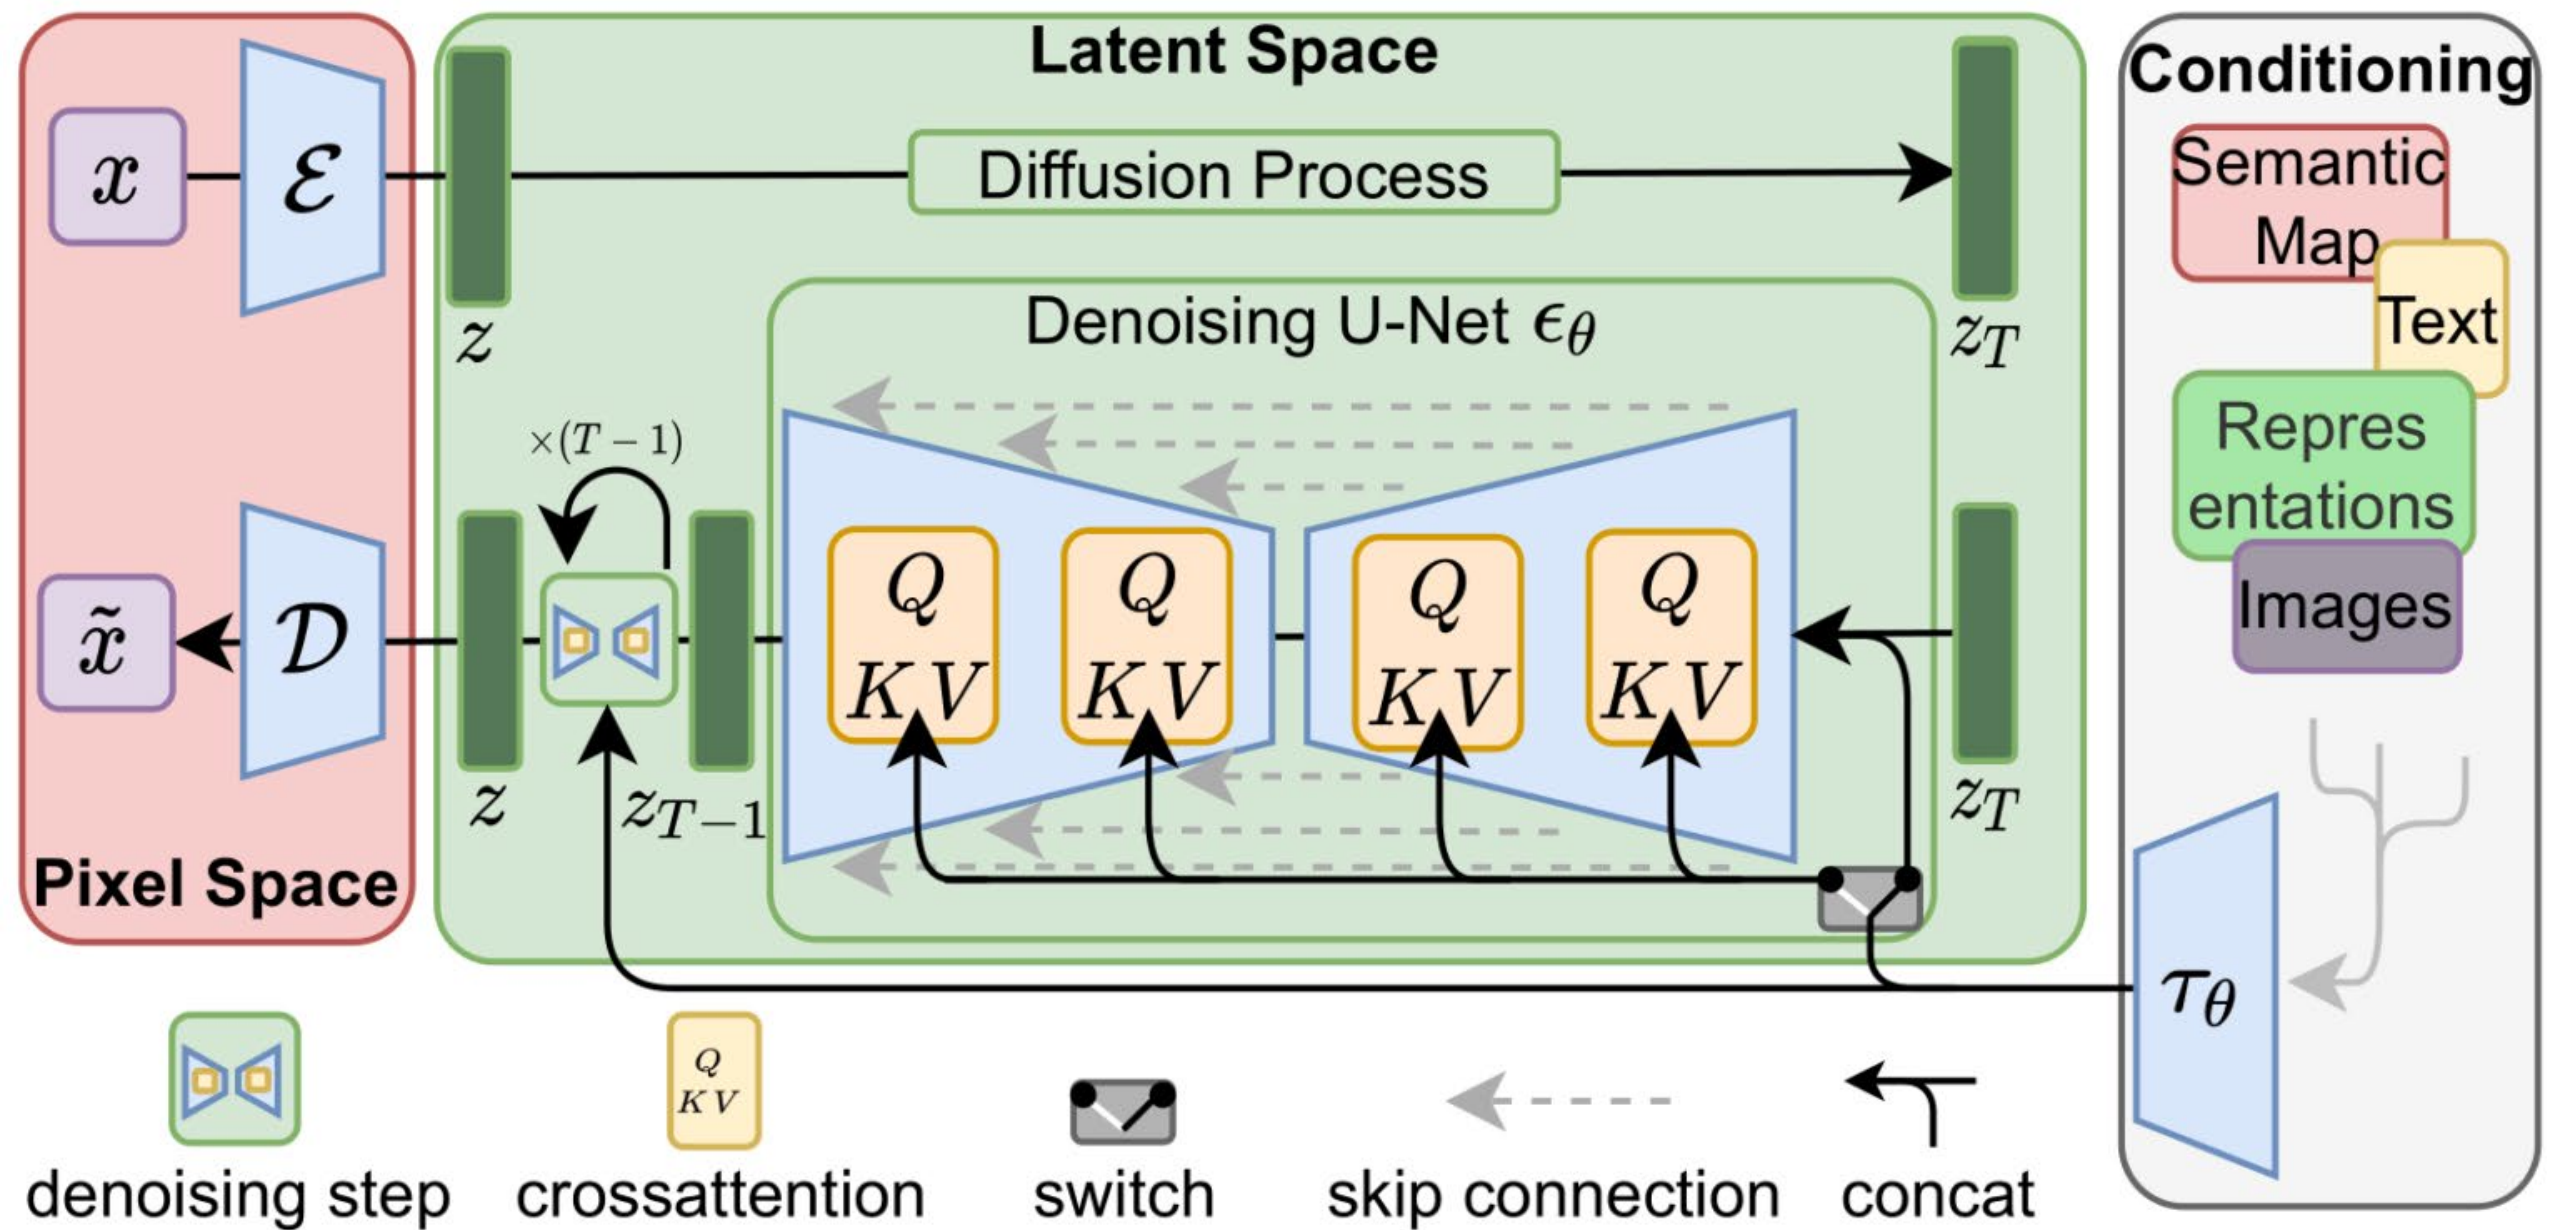 Latent Space
Conditioning
x
ℰ
Diffusion Process
Semantic
Map
z
Denoising U-Net ϵ_θ
z_T
Text
×(T − 1)
Repres
entations
Images
x̃
𝒟
Q
K V
Q
K V
Q
K V
Q
K V
z
z_{T−1}
z_T
Pixel Space
τ_θ
Q
K V
denoising step
crossattention
switch
skip connection
concat